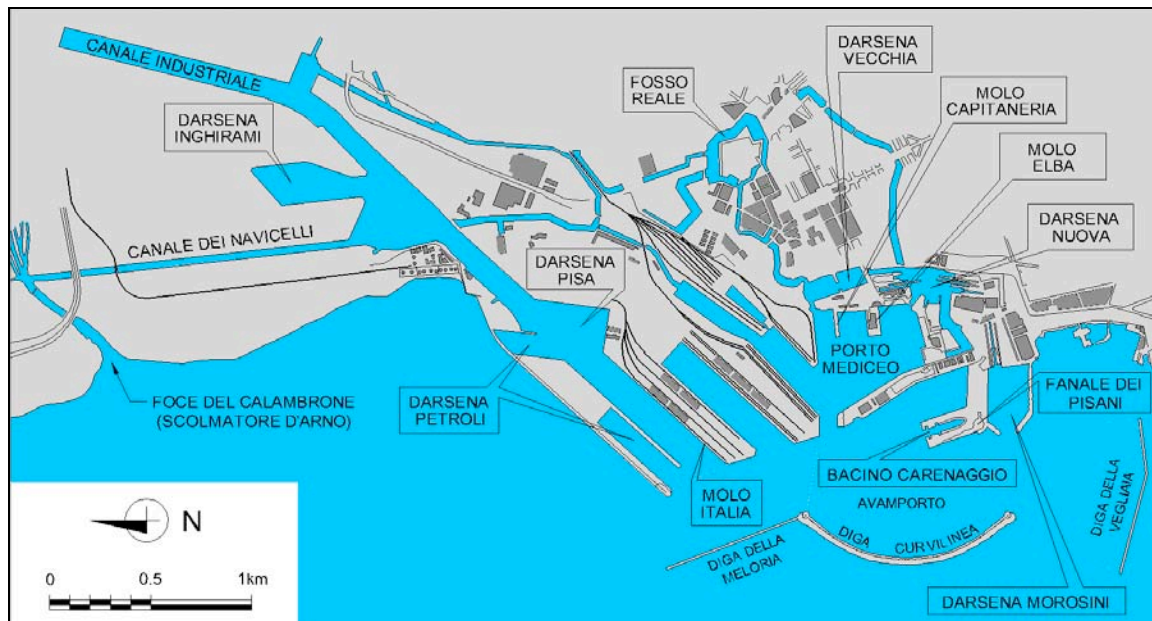 CANALE INDUSTRIALE
DARSENA
INGHIRAMI
CANALE DEI NAVICELLI
FOSSO
REALE
DARSENA
VECCHIA
MOLO
CAPITANERIA
MOLO
ELBA
DARSENA
NUOVA
DARSENA
PISA
PORTO
MEDICEO
FOCE DEL CALAMBRONE
(SCOLMATORE D'ARNO)
DARSENA
PETROLI
FANALE DEI
PISANI
MOLO
ITALIA
BACINO CARENAGGIO
AVAMPORTO
DIGA DELLA
MELORIA
DIGA CURVILINEA
DIGA DELLA
VEGLIAIA
DARSENA MOROSINI
N
0 0.5 1km